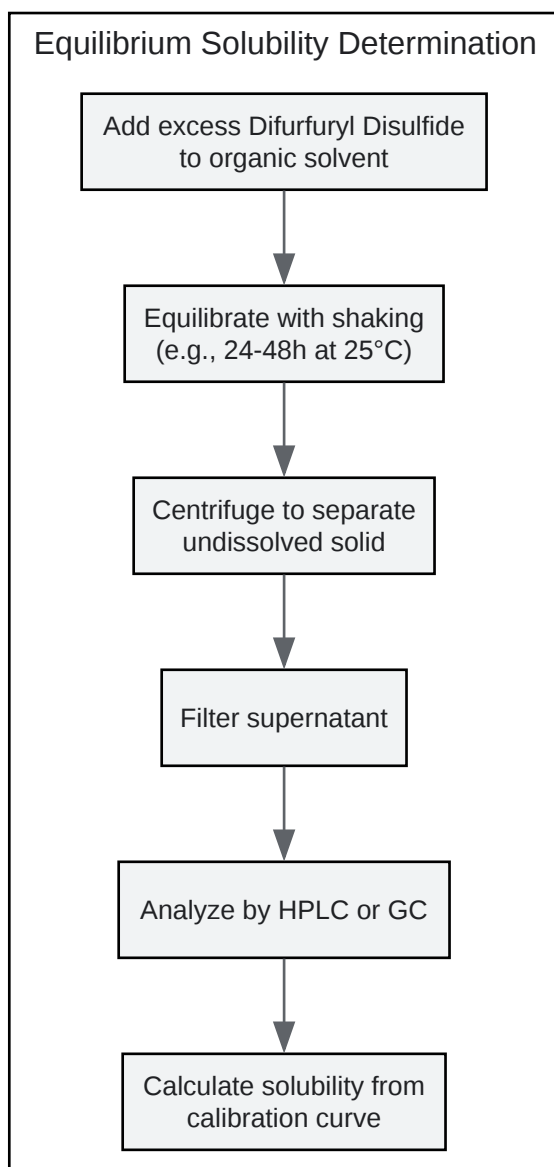 Equilibrium Solubility Determination
Add excess Difurfuryl Disulfide
to organic solvent
Equilibrate with shaking
(e.g., 24-48h at 25°C)
Centrifuge to separate
undissolved solid
Filter supernatant
Analyze by HPLC or GC
Calculate solubility from
calibration curve